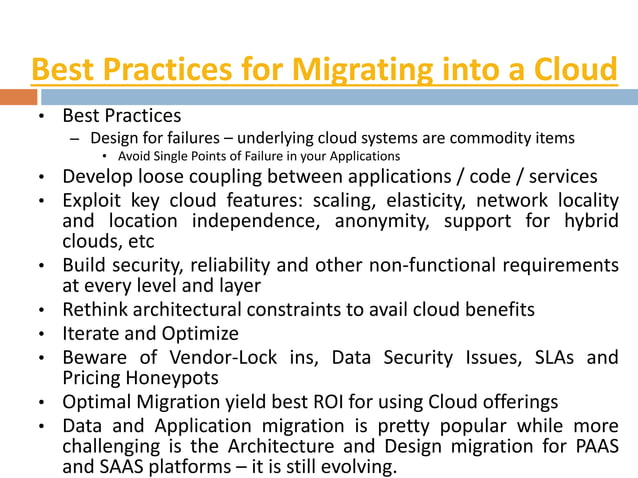 Best Practices for Migrating into a Cloud
• Best Practices
– Design for failures – underlying cloud systems are commodity items
• Avoid Single Points of Failure in your Applications
• Develop loose coupling between applications / code / services
• Exploit key cloud features: scaling, elasticity, network locality
and location independence, anonymity, support for hybrid
clouds, etc
• Build security, reliability and other non-functional requirements
at every level and layer
• Rethink architectural constraints to avail cloud benefits
• Iterate and Optimize
• Beware of Vendor-Lock ins, Data Security Issues, SLAs and
Pricing Honeypots
• Optimal Migration yield best ROI for using Cloud offerings
• Data and Application migration is pretty popular while more
challenging is the Architecture and Design migration for PAAS
and SAAS platforms – it is still evolving.